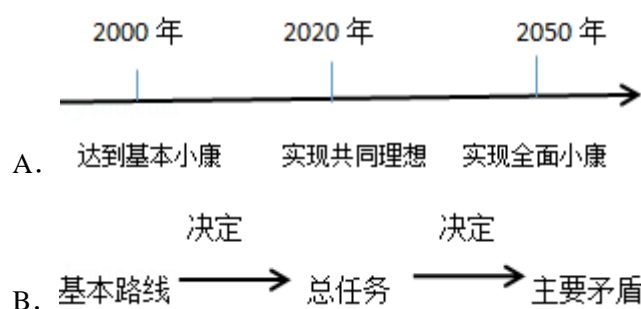 2000 年 2020 年 2050 年
A. 达到基本小康 实现共同理想 实现全面小康
决定 决定
B. 基本路线 总任务 主要矛盾